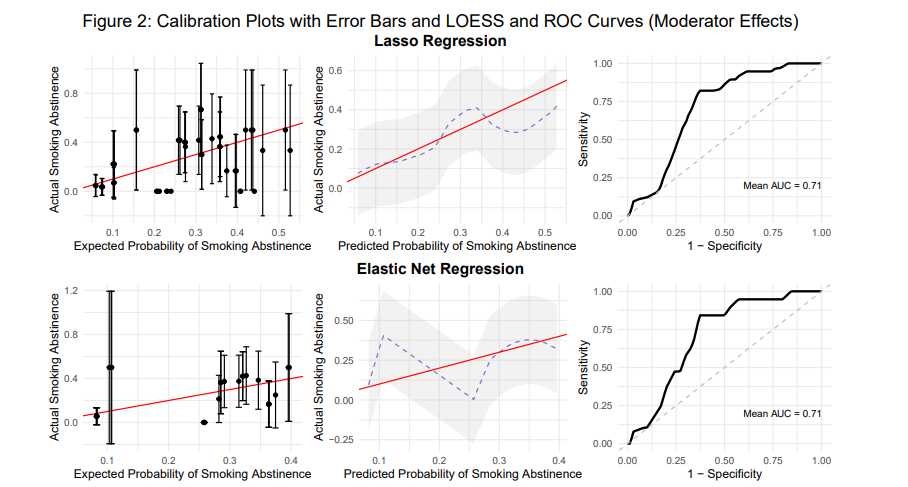 Figure 2: Calibration Plots with Error Bars and LOESS and ROC Curves (Moderator Effects)
Lasso Regression
Actual Smoking Abstinence
0.8
0.4
0.0
0.1 0.2 0.3 0.4 0.5
Expected Probability of Smoking Abstinence
Actual Smoking Abstinence
0.6
0.4
0.2
0.0
0.1 0.2 0.3 0.4 0.5
Predicted Probability of Smoking Abstinence
Sensitivity
1.00
0.75
0.50
0.25
0.00
Mean AUC = 0.71
0.00 0.25 0.50 0.75 1.00
1 − Specificity
Elastic Net Regression
Actual Smoking Abstinence
1.2
0.8
0.4
0.0
0.1 0.2 0.3 0.4
Expected Probability of Smoking Abstinence
Actual Smoking Abstinence
0.50
0.25
0.00
−0.25
0.1 0.2 0.3 0.4
Predicted Probability of Smoking Abstinence
Sensitivity
1.00
0.75
0.50
0.25
0.00
Mean AUC = 0.71
0.00 0.25 0.50 0.75 1.00
1 − Specificity